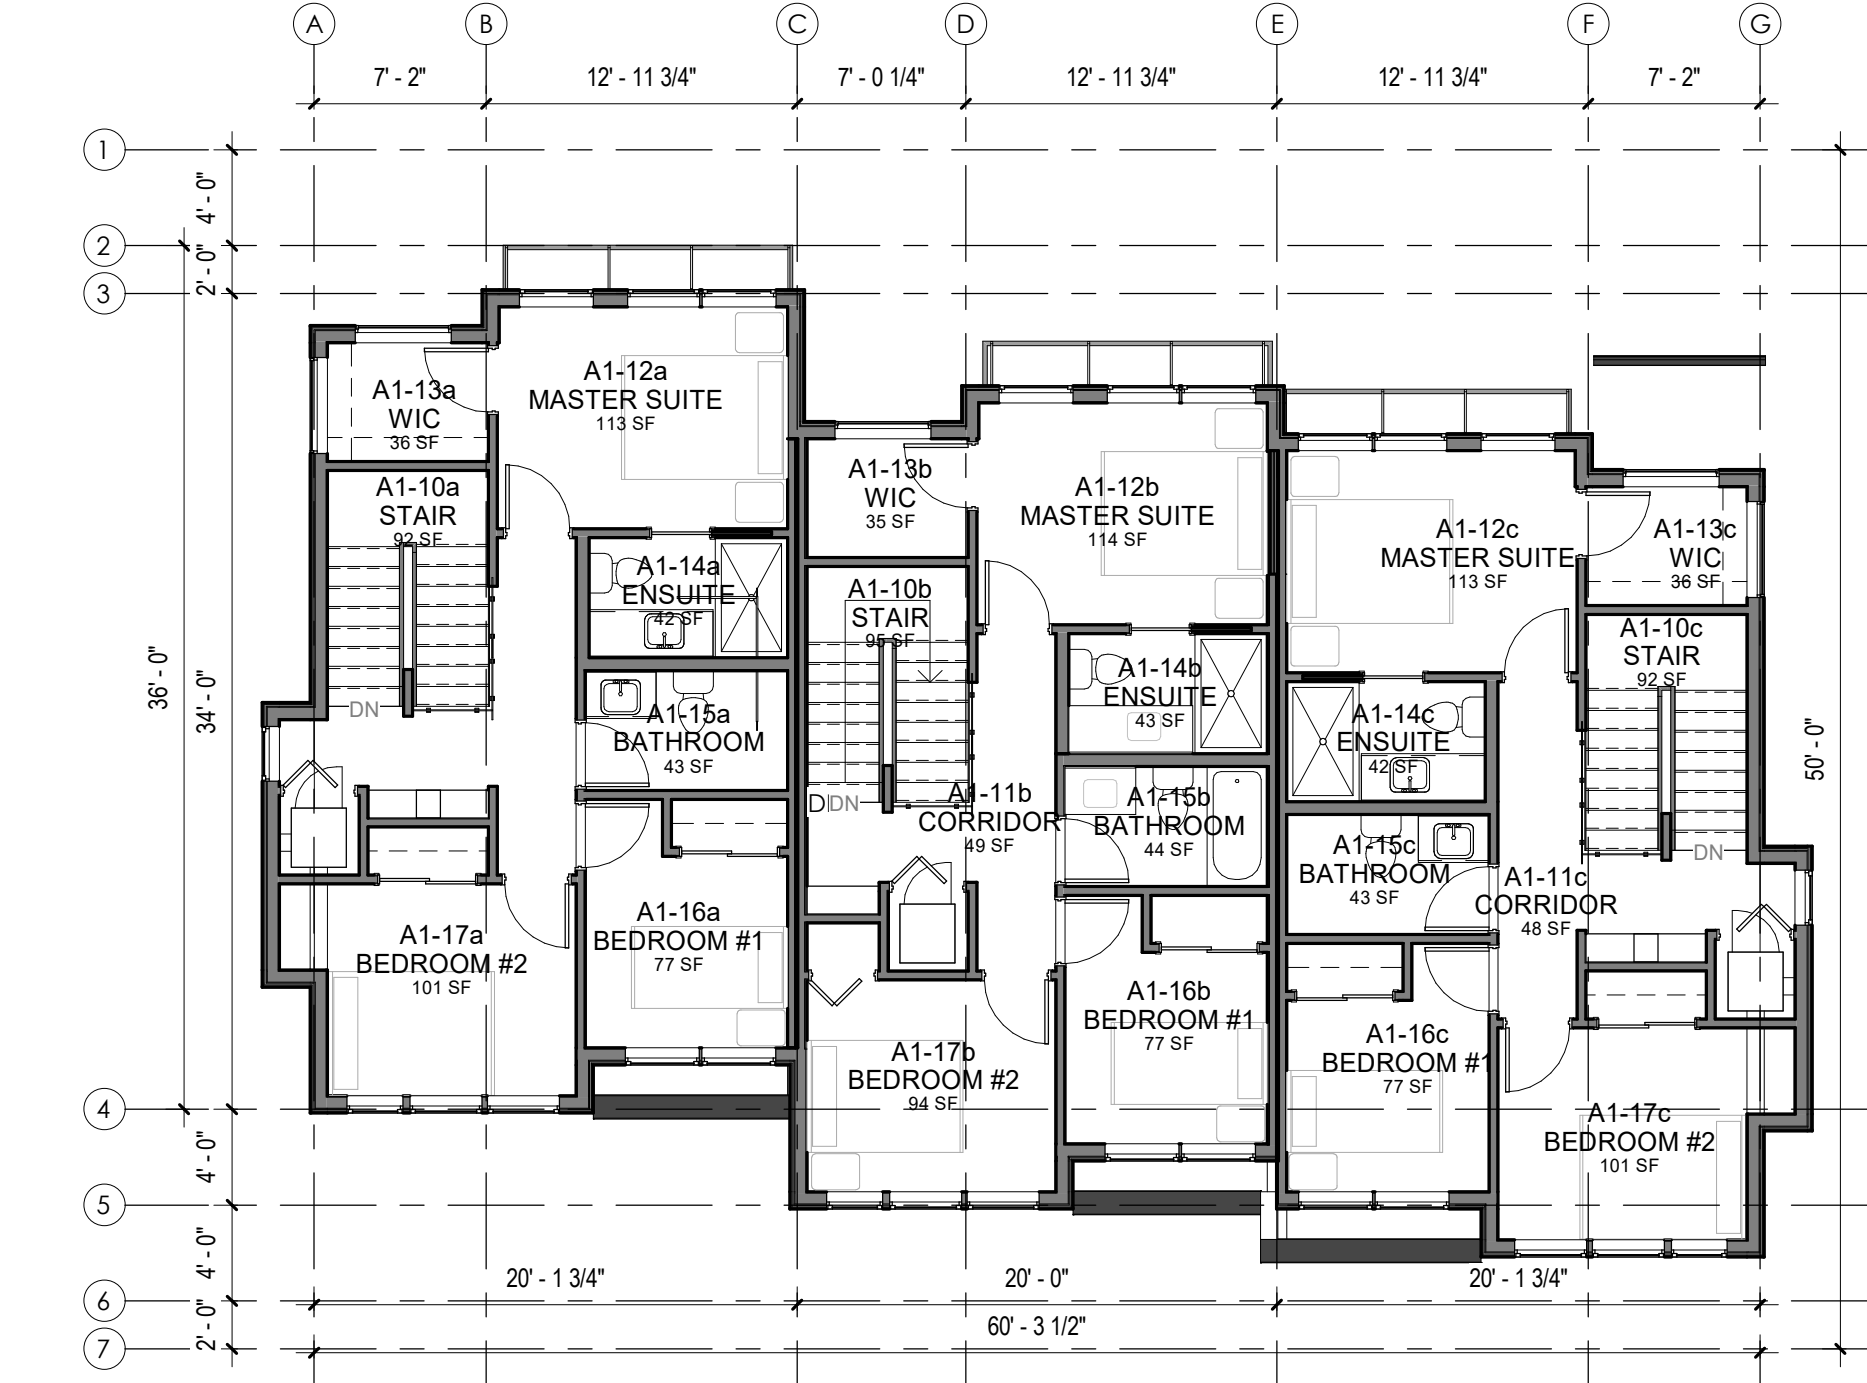 A B C D E F G
7' - 2" 12' - 11 3/4" 7' - 0 1/4" 12' - 11 3/4" 12' - 11 3/4" 7' - 2"
1
4' - 0"
2
2' - 0"
3
36' - 0"
34' - 0"
50' - 0"
A1-12a
MASTER SUITE
113 SF
A1-13a
WIC
36 SF
A1-10a
STAIR
92 SF
DN
A1-14a
ENSUITE
42 SF
A1-15a
BATHROOM
43 SF
A1-16a
BEDROOM #1
77 SF
A1-17a
BEDROOM #2
101 SF
A1-13b
WIC
35 SF
A1-12b
MASTER SUITE
114 SF
A1-10b
STAIR
95 SF
D DN
A1-14b
ENSUITE
43 SF
A1-11b
CORRIDOR
49 SF
A1-15b
BATHROOM
44 SF
A1-16b
BEDROOM #1
77 SF
A1-17b
BEDROOM #2
94 SF
A1-12c
MASTER SUITE
113 SF
A1-13c
WIC
36 SF
A1-10c
STAIR
92 SF
DN
A1-14c
ENSUITE
42 SF
A1-15c
BATHROOM
43 SF
A1-11c
CORRIDOR
48 SF
A1-16c
BEDROOM #1
77 SF
A1-17c
BEDROOM #2
101 SF
4
4' - 0"
5
4' - 0"
6
2' - 0"
7
20' - 1 3/4" 20' - 0" 20' - 1 3/4"
60' - 3 1/2"